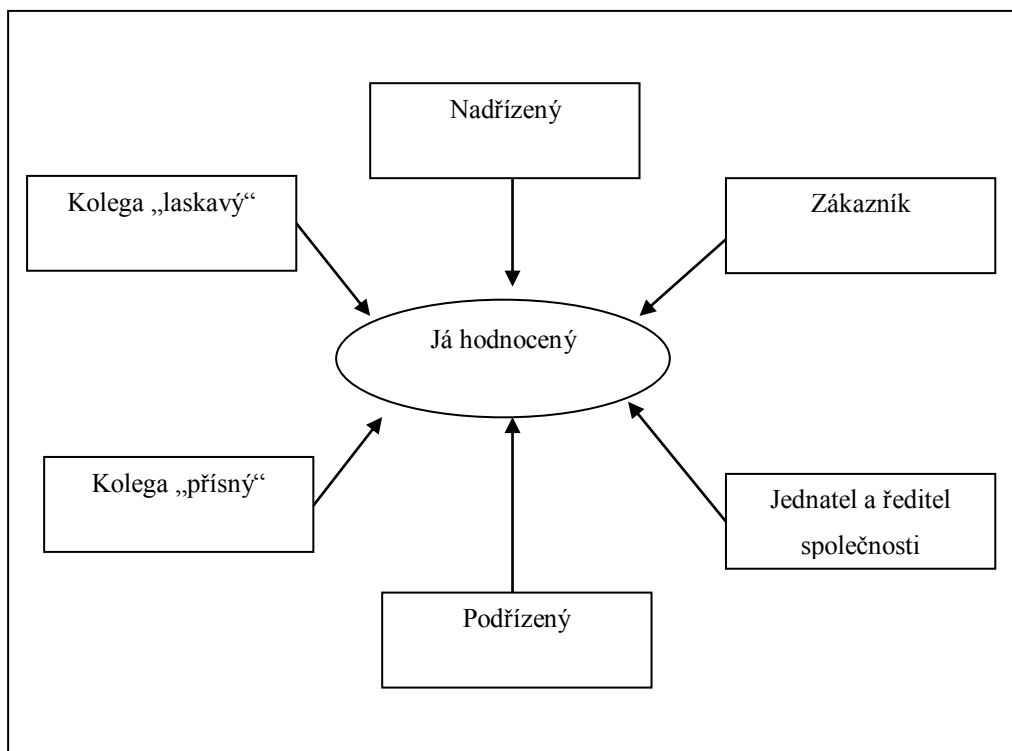 Nadřízený
Kolega „laskavý“
Zákazník
Já hodnocený
Kolega „přísný“
Jednatel a ředitel
společnosti
Podřízený